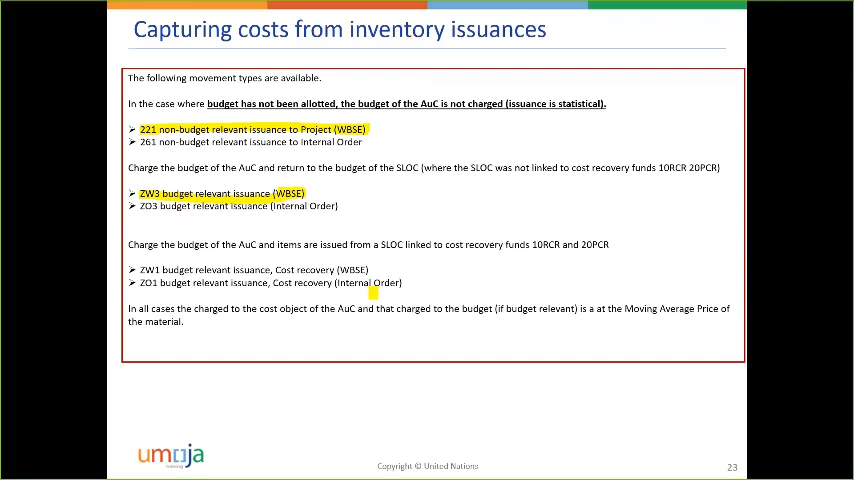 Capturing costs from inventory issuances
The following movement types are available.
In the case where budget has not been allotted, the budget of the AuC is not charged (issuance is statistical).
➢ 221 non-budget relevant issuance to Project (WBSE)
➢ 261 non-budget relevant issuance to Internal Order
Charge the budget of the AuC and return to the budget of the SLOC (where the SLOC was not linked to cost recovery funds 10RCR 20PCR)
➢ ZW3 budget relevant issuance (WBSE)
➢ ZO3 budget relevant issuance (Internal Order)
Charge the budget of the AuC and items are issued from a SLOC linked to cost recovery funds 10RCR and 20PCR
➢ ZW1 budget relevant issuance, Cost recovery (WBSE)
➢ ZO1 budget relevant issuance, Cost recovery (Internal Order)
In all cases the charged to the cost object of the AuC and that charged to the budget (if budget relevant) is a at the Moving Average Price of
the material.
umoja
training
Copyright © United Nations
23